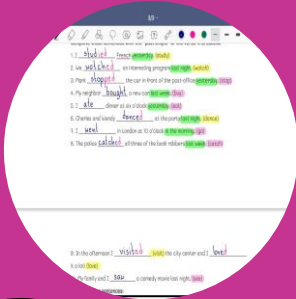 1. I studied French yesterday. (study)
2. We watched an interesting program last night. (watch)
3. Mark stopped the car in front of the post office yesterday. (stop)
4. My neighbor bought a new car last week. (buy)
5. I ate dinner at six o'clock yesterday. (eat)
6. Charles and Wendy danced at the party last night. (dance)
7. I went to London at 10 o'clock in the morning. (go)
8. The police catched all three of the bank robbers last week. (catch)
9. In the afternoon I visited (visit) the city center and I loved
it a lot. (love)
My family and I saw a comedy movie last night. (see)